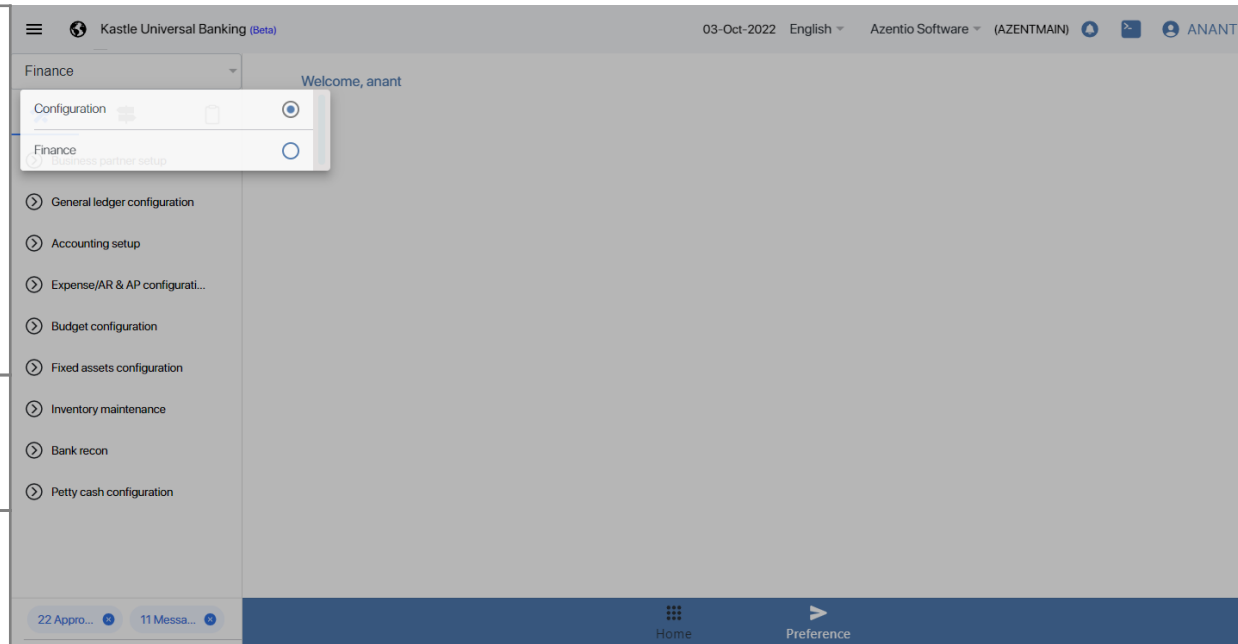 Kastle Universal Banking (Beta)
03-Oct-2022 English Azentio Software (AZENTMAIN) ANANT
Finance
Welcome, anant
Configuration
Finance
Business partner setup
General ledger configuration
Accounting setup
Expense/AR & AP configurati...
Budget configuration
Fixed assets configuration
Inventory maintenance
Bank recon
Petty cash configuration
22 Appro... 11 Messa...
Home Preference